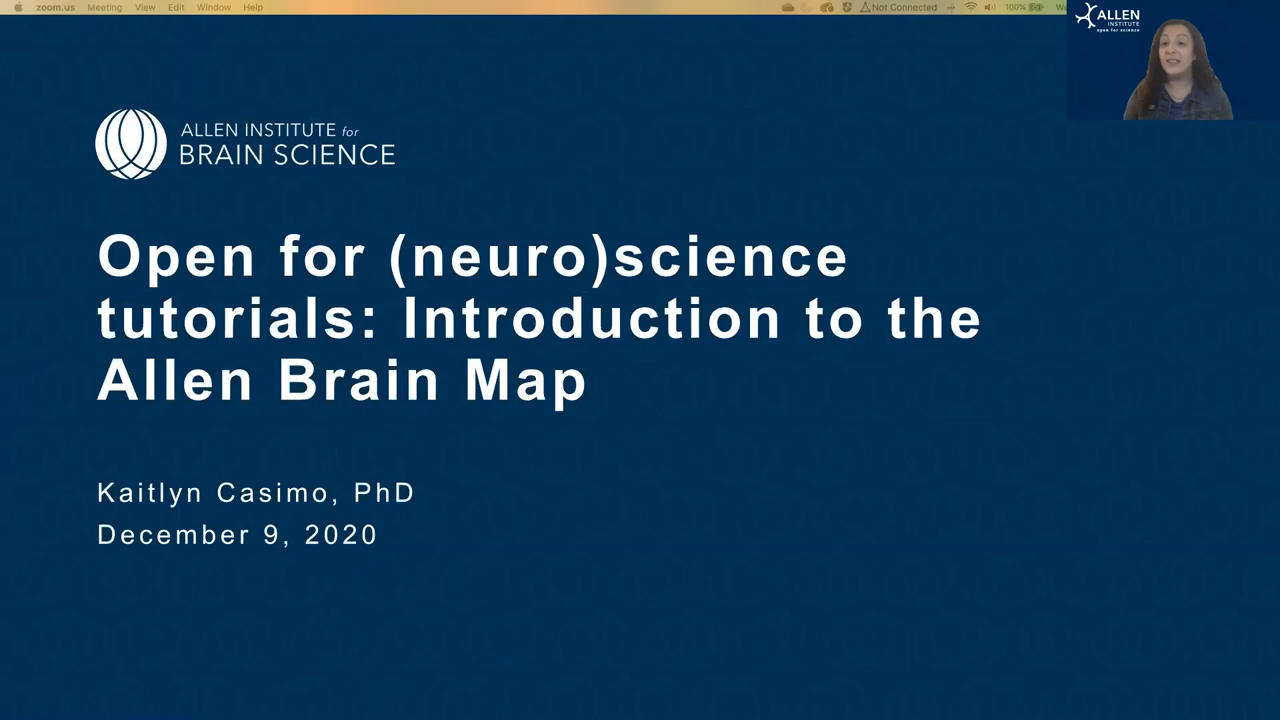 zoom.us Meeting View Edit Window Help Not Connected 100%
ALLEN
INSTITUTE
open for science
ALLEN INSTITUTE for
BRAIN SCIENCE
Open for (neuro)science
tutorials: Introduction to the
Allen Brain Map
Kaitlyn Casimo, PhD
December 9, 2020